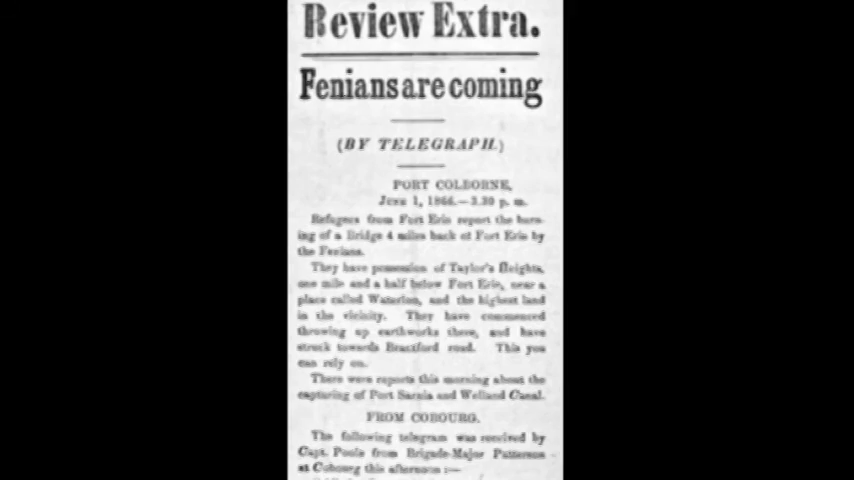 Review Extra.
Fenians are coming
(BY TELEGRAPH.)
PORT COLBORNE,
June 1, 1866.—3.30 p. m.
Refugees from Fort Erie report the burn-
ing of a Bridge 4 miles back of Fort Erie by
the Fenians.
They have possession of Taylor's Heights,
one mile and a half below Fort Erie, near a
place called Waterloo, and the highest land
in the vicinity. They have commenced
throwing up earthworks there, and have
struck towards Brantford road. This you
can rely on.
There were reports this morning about the
capturing of Port Sarnia and Welland Canal.
FROM COBOURG.
The following telegram was received by
Capt. Poole from Brigade-Major Patterson
at Cobourg this afternoon :—